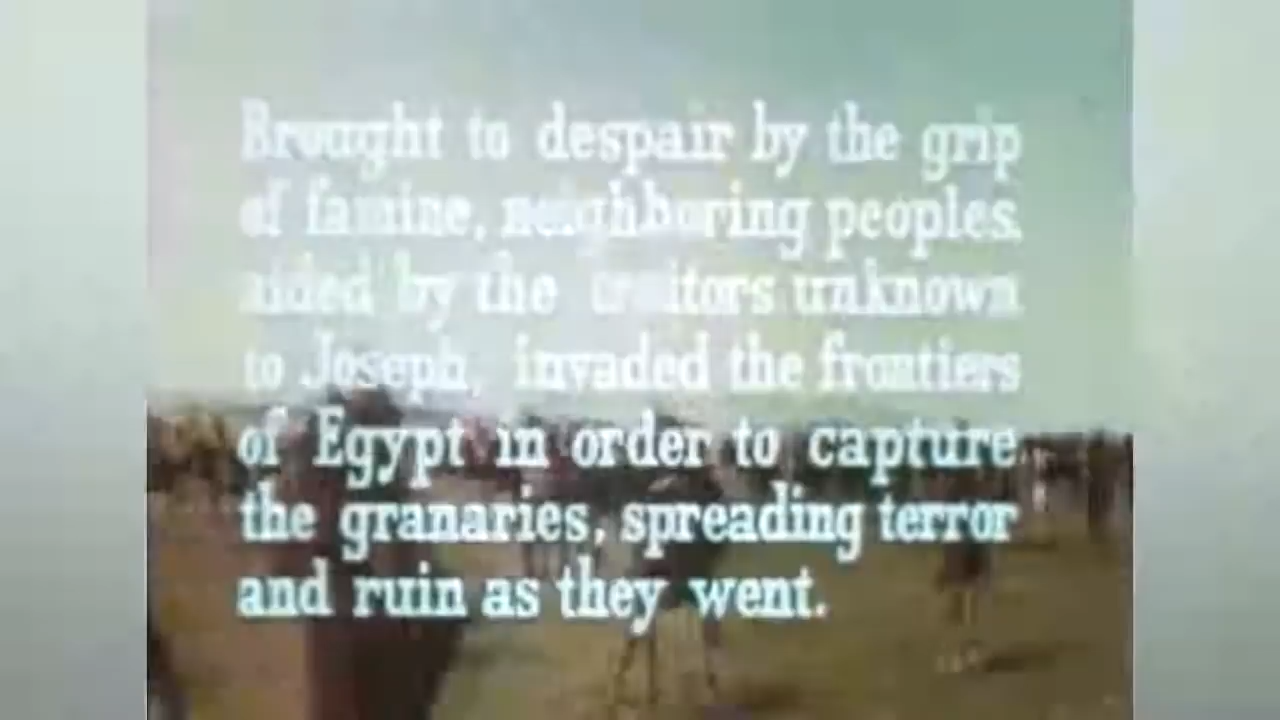 Brought to despair by the grip
of famine, neighboring peoples,
aided by the traitors unknown
to Joseph, invaded the frontiers
of Egypt in order to capture
the granaries, spreading terror
and ruin as they went.